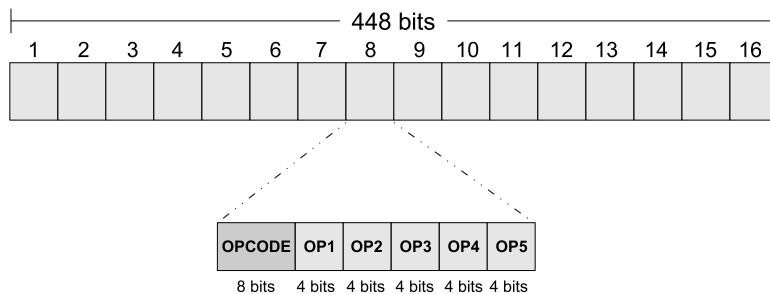 448 bits
1 2 3 4 5 6 7 8 9 10 11 12 13 14 15 16
OPCODE OP1 OP2 OP3 OP4 OP5
8 bits 4 bits 4 bits 4 bits 4 bits 4 bits